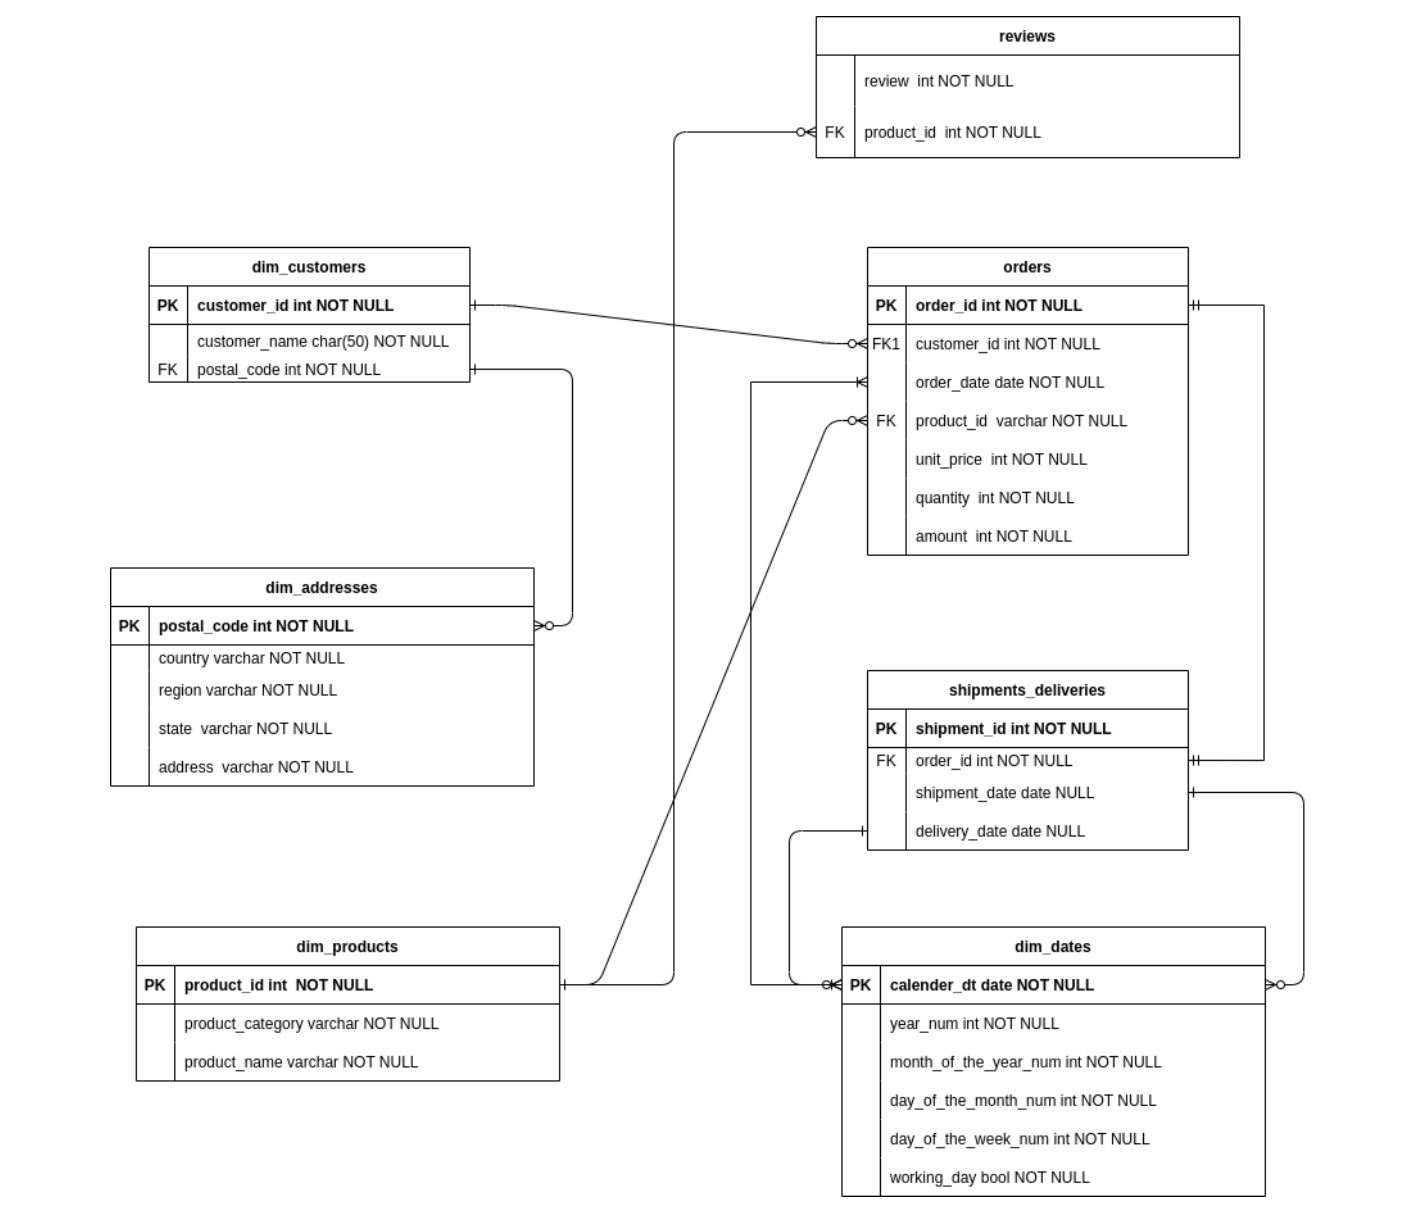 reviews
review int NOT NULL
FK product_id int NOT NULL
dim_customers
PK customer_id int NOT NULL
customer_name char(50) NOT NULL
FK postal_code int NOT NULL
orders
PK order_id int NOT NULL
FK1 customer_id int NOT NULL
order_date date NOT NULL
FK product_id varchar NOT NULL
unit_price int NOT NULL
quantity int NOT NULL
amount int NOT NULL
dim_addresses
PK postal_code int NOT NULL
country varchar NOT NULL
region varchar NOT NULL
state varchar NOT NULL
address varchar NOT NULL
shipments_deliveries
PK shipment_id int NOT NULL
FK order_id int NOT NULL
shipment_date date NULL
delivery_date date NULL
dim_products
PK product_id int NOT NULL
product_category varchar NOT NULL
product_name varchar NOT NULL
dim_dates
PK calender_dt date NOT NULL
year_num int NOT NULL
month_of_the_year_num int NOT NULL
day_of_the_month_num int NOT NULL
day_of_the_week_num int NOT NULL
working_day bool NOT NULL